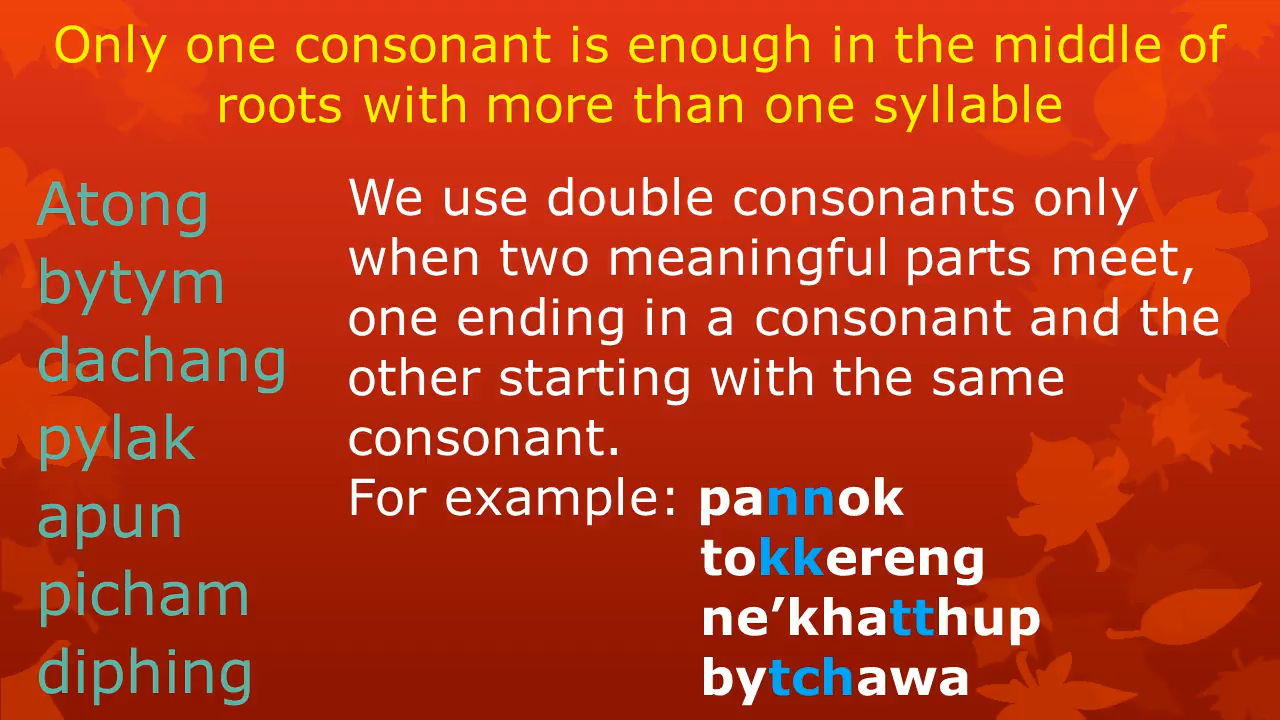 Only one consonant is enough in the middle of
roots with more than one syllable
Atong
bytym
dachang
pylak
apun
picham
diphing
We use double consonants only
when two meaningful parts meet,
one ending in a consonant and the
other starting with the same
consonant.
For example: pannok
tokkereng
ne’khatthup
bytchawa